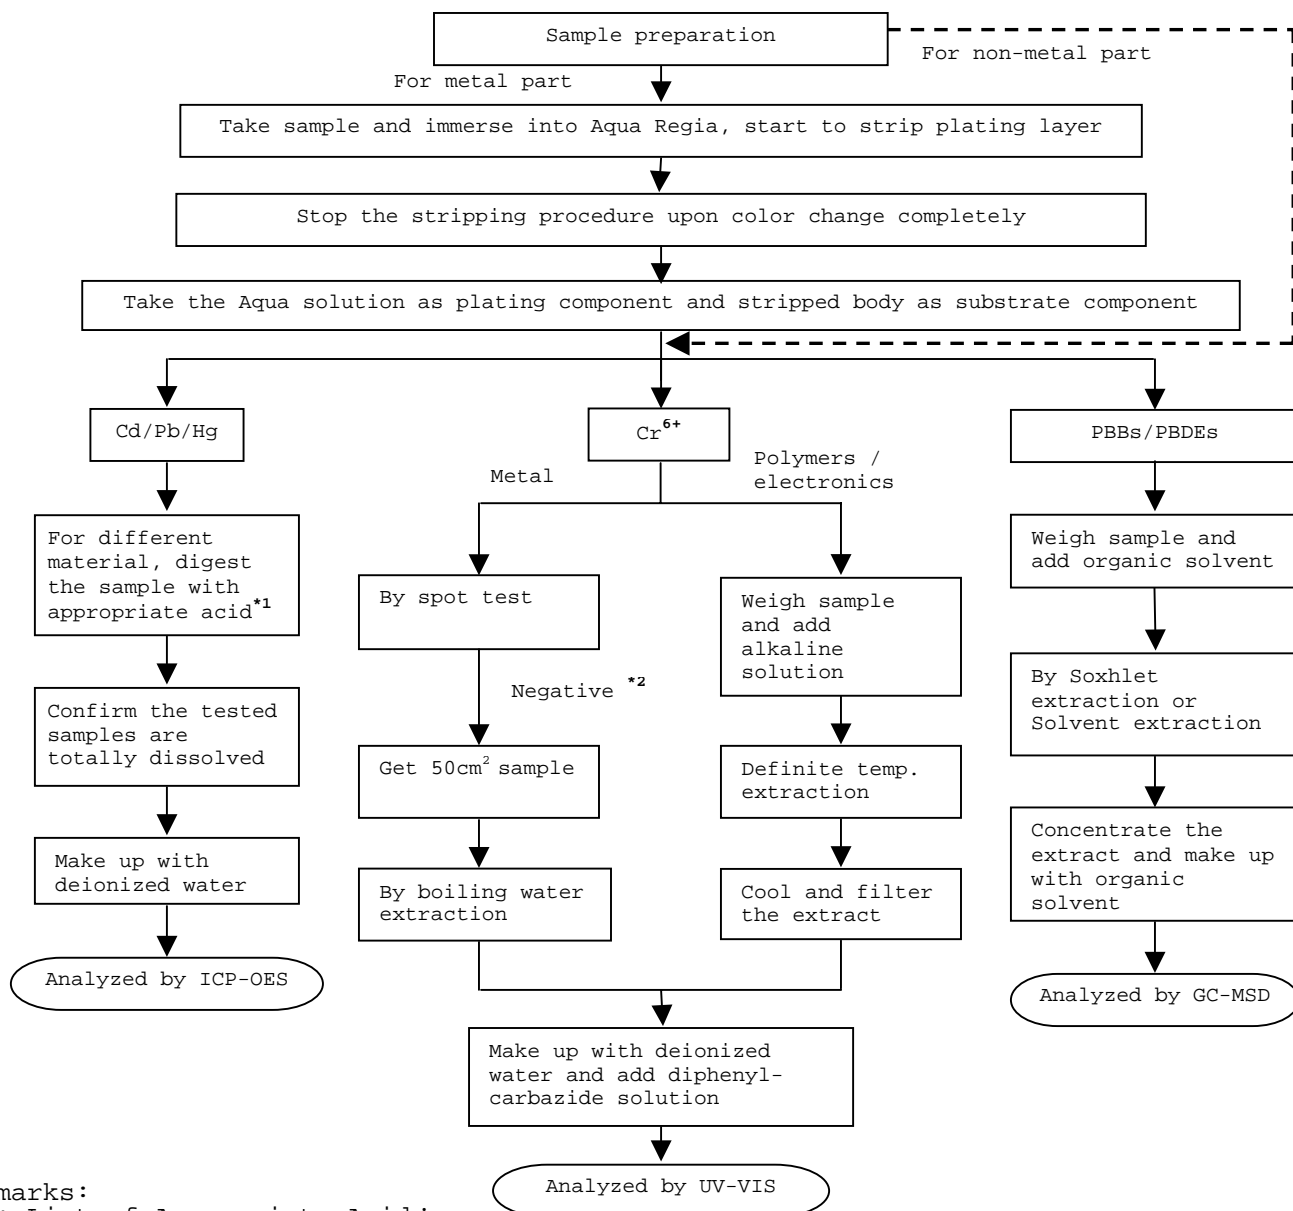 Sample preparation
For non-metal part
For metal part
Take sample and immerse into Aqua Regia, start to strip plating layer
Stop the stripping procedure upon color change completely
Take the Aqua solution as plating component and stripped body as substrate component
Cd/Pb/Hg
For different
material, digest
the sample with
appropriate acid*1
Confirm the tested
samples are
totally dissolved
Make up with
deionized water
Analyzed by ICP-OES
Cr6+
Metal
By spot test
Negative *2
Get 50cm2 sample
By boiling water
extraction
Polymers /
electronics
Weigh sample
and add
alkaline
solution
Definite temp.
extraction
Cool and filter
the extract
Make up with deionized
water and add diphenyl-
carbazide solution
Analyzed by UV-VIS
PBBs/PBDEs
Weigh sample and
add organic solvent
By Soxhlet
extraction or
Solvent extraction
Concentrate the
extract and make up
with organic
solvent
Analyzed by GC-MSD
marks: